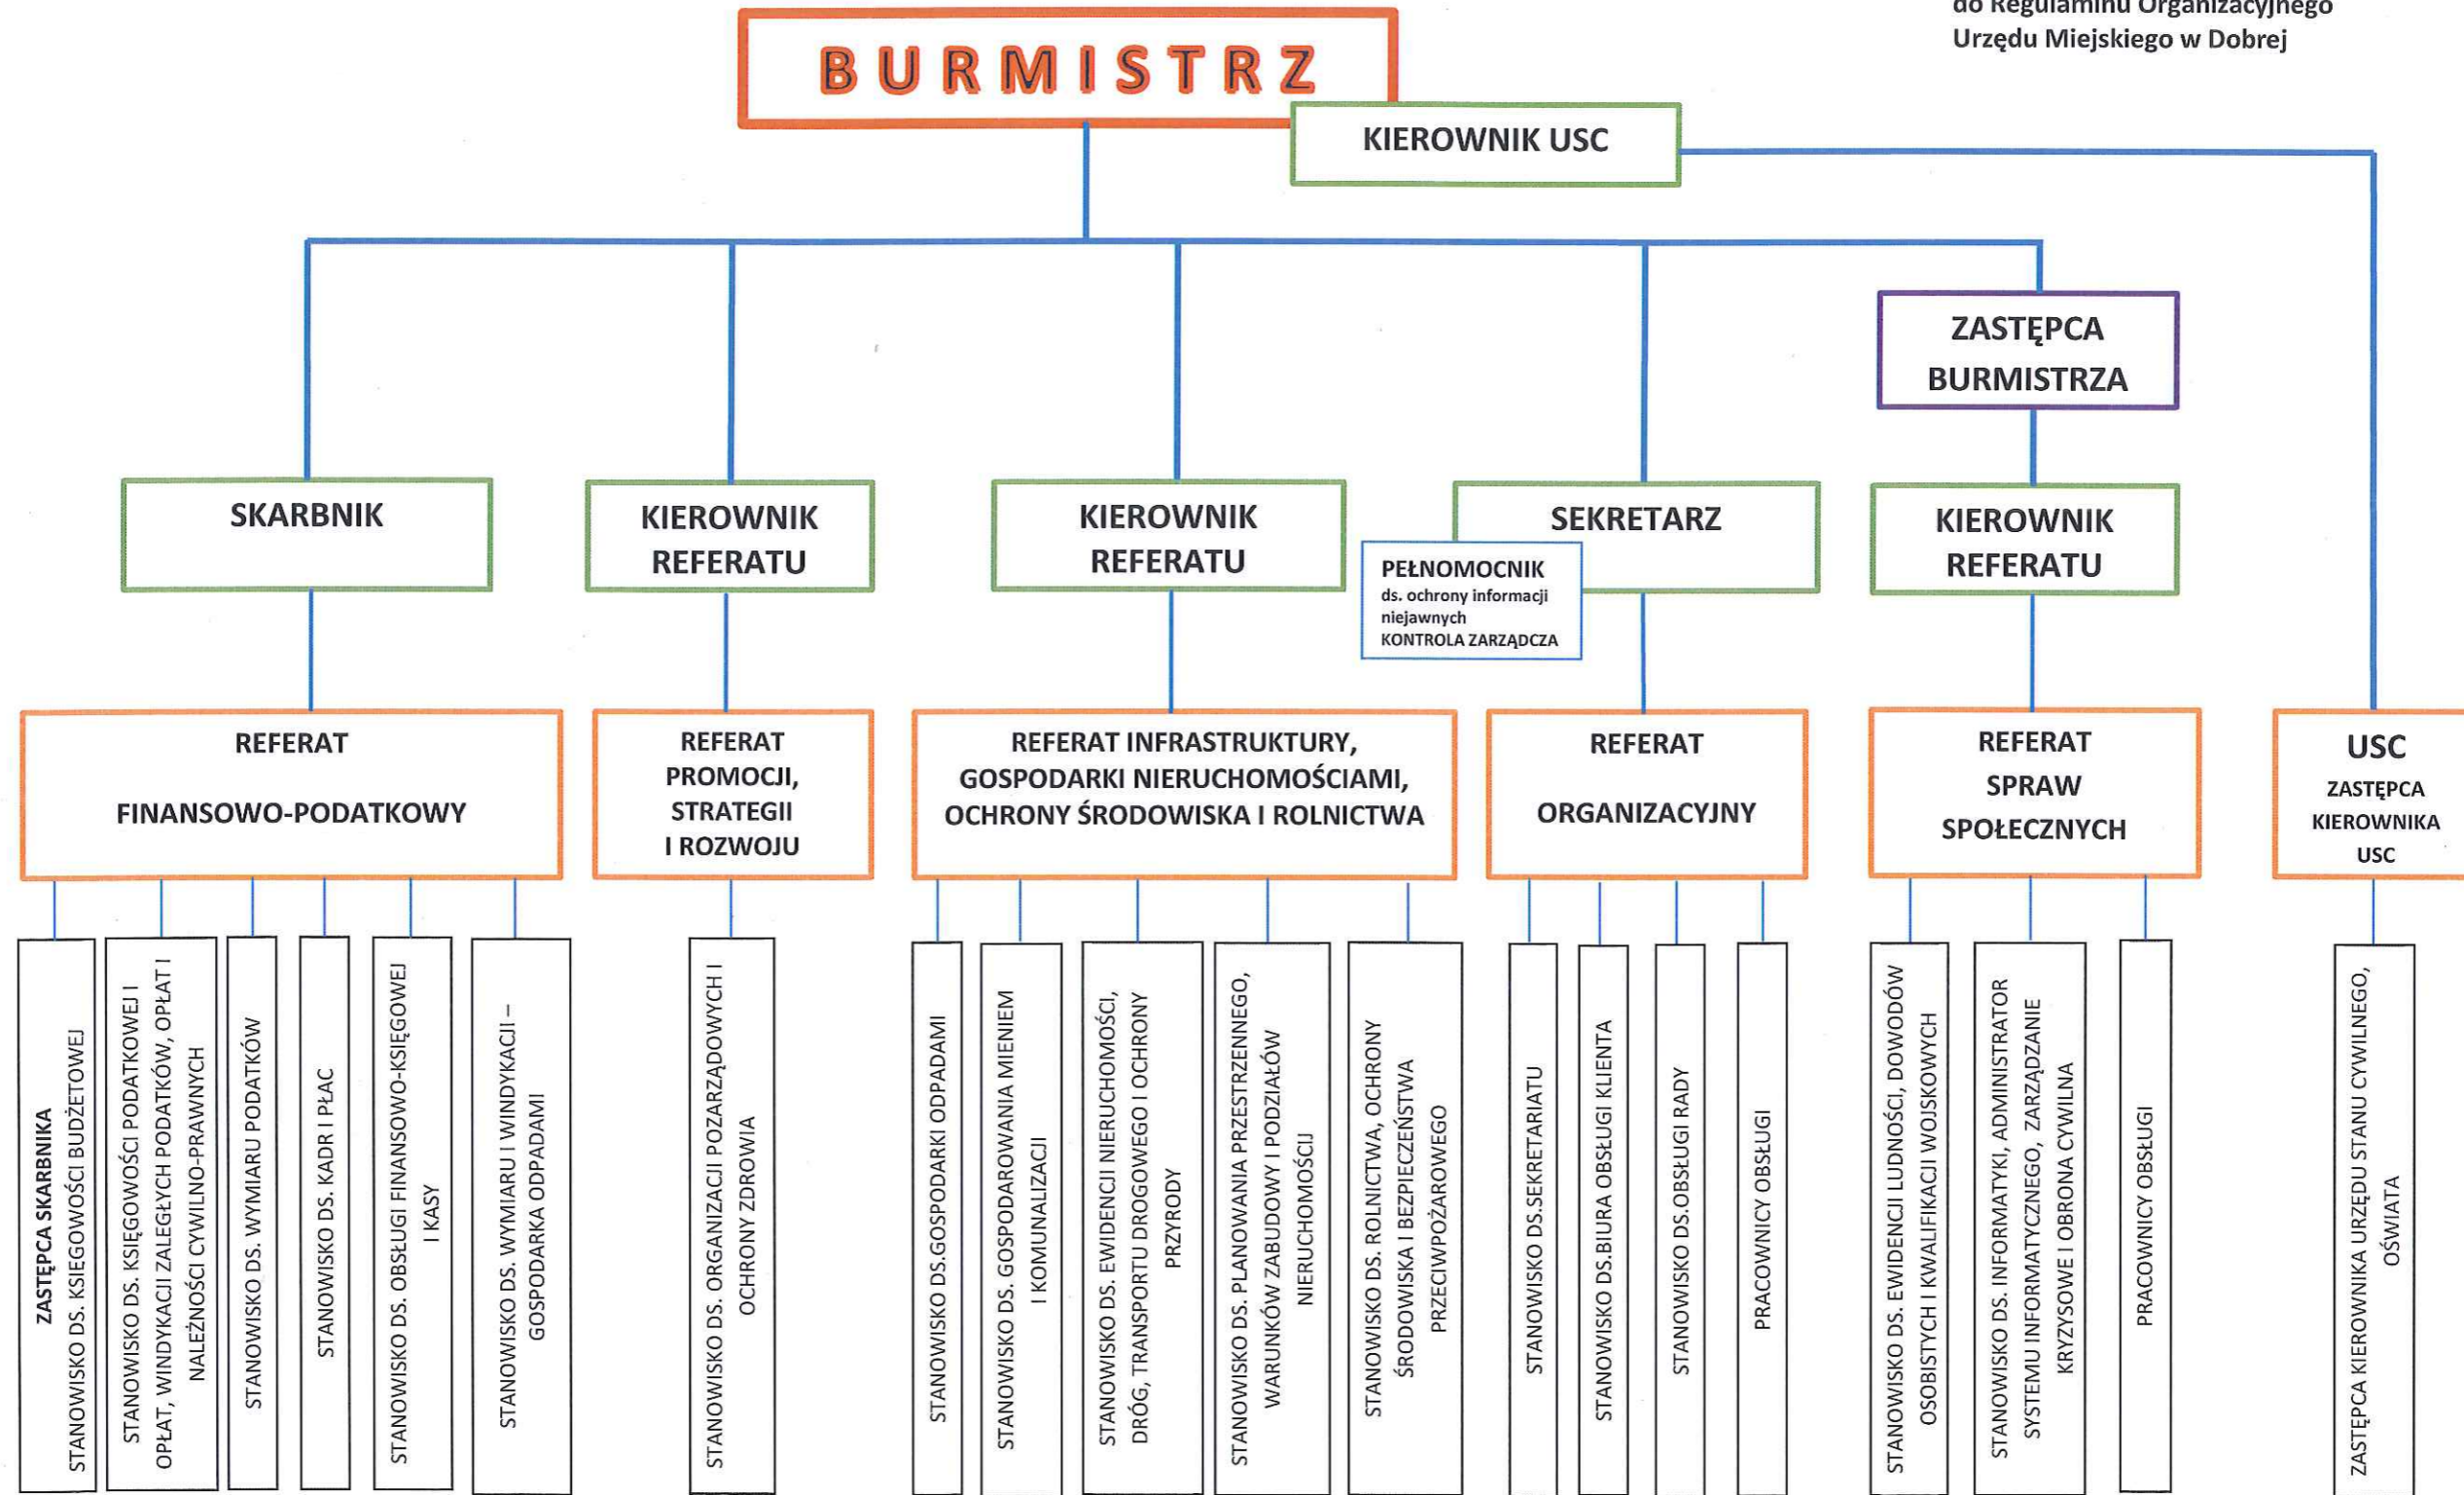 do Regulaminu Organizacyjnego
Urzędu Miejskiego w Dobrej
BURMISTRZ
KIEROWNIK USC
ZASTĘPCA
BURMISTRZA
SKARBNIK
KIEROWNIK
REFERATU
KIEROWNIK
REFERATU
SEKRETARZ
PEŁNOMOCNIK
ds. ochrony informacji
niejawnych
KONTROLA ZARZĄDCZA
KIEROWNIK
REFERATU
REFERAT
FINANSOWO-PODATKOWY
REFERAT
PROMOCJI,
STRATEGII
I ROZWOJU
REFERAT INFRASTRUKTURY,
GOSPODARKI NIERUCHOMOŚCIAMI,
OCHRONY ŚRODOWISKA I ROLNICTWA
REFERAT
ORGANIZACYJNY
REFERAT
SPRAW
SPOŁECZNYCH
USC
ZASTĘPCA
KIEROWNIKA
USC
ZASTĘPCA SKARBNIKA
STANOWISKO DS. KSIEGOWOŚCI BUDŻETOWEJ
STANOWISKO DS. KSIĘGOWOŚCI PODATKOWEJ I
OPŁAT, WINDYKACJI ZALEGŁYCH PODATKÓW, OPŁAT I
NALEŻNOŚCI CYWILNO-PRAWNYCH
STANOWISKO DS. WYMIARU PODATKÓW
STANOWISKO DS. KADR I PŁAC
STANOWISKO DS. OBSŁUGI FINANSOWO-KSIĘGOWEJ
I KASY
STANOWISKO DS. WYMIARU I WINDYKACJI –
GOSPODARKA ODPADAMI
STANOWISKO DS. ORGANIZACJI POZARZĄDOWYCH I
OCHRONY ZDROWIA
STANOWISKO DS.GOSPODARKI ODPADAMI
STANOWISKO DS. GOSPODAROWANIA MIENIEM
I KOMUNALIZACJI
STANOWISKO DS. EWIDENCJI NIERUCHOMOŚCI,
DRÓG, TRANSPORTU DROGOWEGO I OCHRONY
PRZYRODY
STANOWISKO DS. PLANOWANIA PRZESTRZENNEGO,
WARUNKÓW ZABUDOWY I PODZIAŁÓW
NIERUCHOMOŚCIJ
STANOWISKO DS. ROLNICTWA, OCHRONY
ŚRODOWISKA I BEZPIECZEŃSTWA
PRZECIWPOŻAROWEGO
STANOWISKO DS.SEKRETARIATU
STANOWISKO DS.BIURA OBSŁUGI KLIENTA
STANOWISKO DS.OBSŁUGI RADY
PRACOWNICY OBSŁUGI
STANOWISKO DS. EWIDENCJI LUDNOŚCI, DOWODÓW
OSOBISTYCH I KWALIFIKACJI WOJSKOWYCH
STANOWISKO DS. INFORMATYKI, ADMINISTRATOR
SYSTEMU INFORMATYCZNEGO, ZARZĄDZANIE
KRYZYSOWE I OBRONA CYWILNA
PRACOWNICY OBSŁUGI
ZASTĘPCA KIEROWNIKA URZĘDU STANU CYWILNEGO,
OŚWIATA